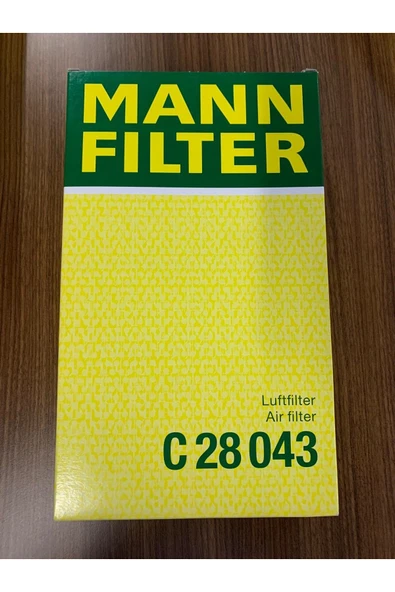 MANN
FILTER
Luftfilter
Air filter
C 28 043